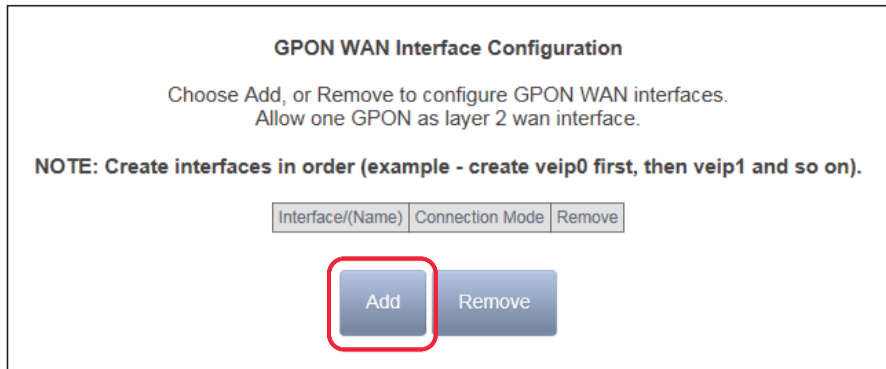 GPON WAN Interface Configuration
Choose Add, or Remove to configure GPON WAN interfaces.
Allow one GPON as layer 2 wan interface.
NOTE: Create interfaces in order (example - create veip0 first, then veip1 and so on).
Interface/(Name) Connection Mode Remove
Add Remove